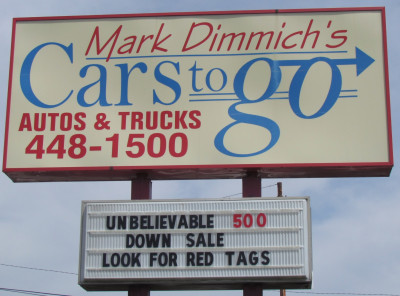 Mark Dimmich's
Cars to go
AUTOS & TRUCKS
448-1500
UNBELIEVABLE 500
DOWN SALE
LOOK FOR RED TAGS